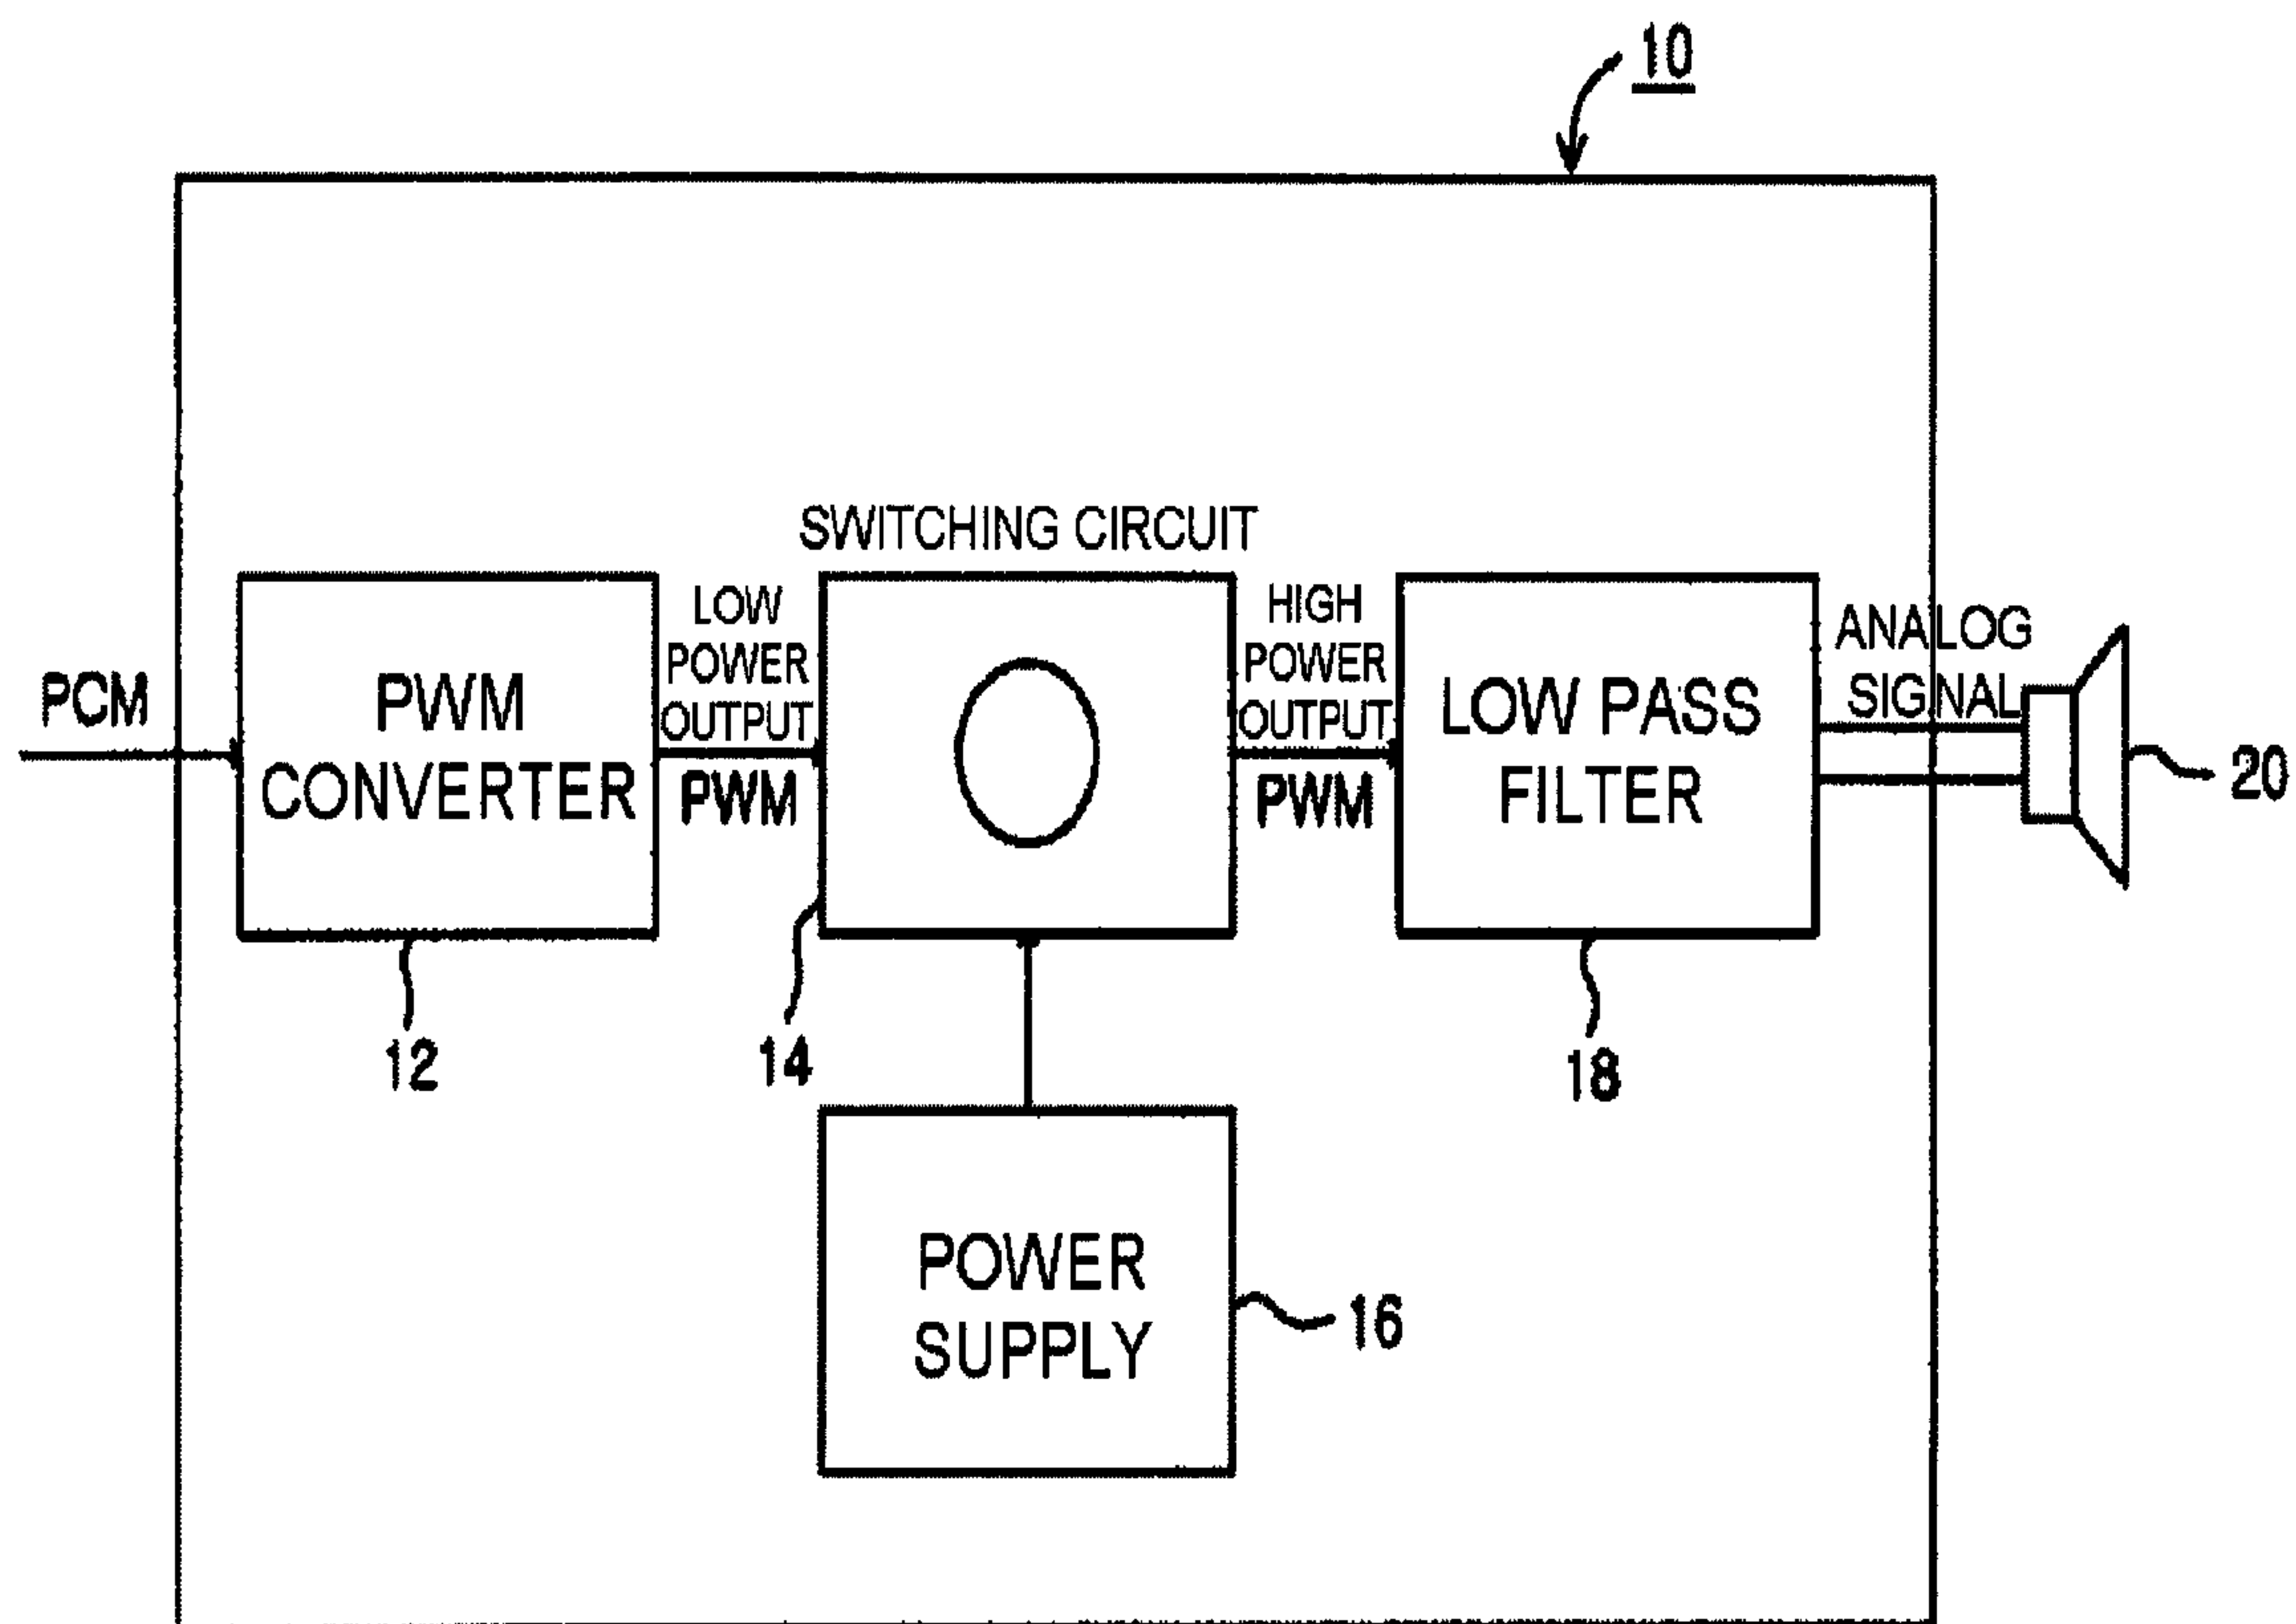 10
SWITCHING CIRCUIT
PCM
PWM
CONVERTER
LOW
POWER
OUTPUT
PWM
HIGH
POWER
OUTPUT
PWM
LOW PASS
FILTER
ANALOG
SIGNAL
20
12
14
18
POWER
SUPPLY
16